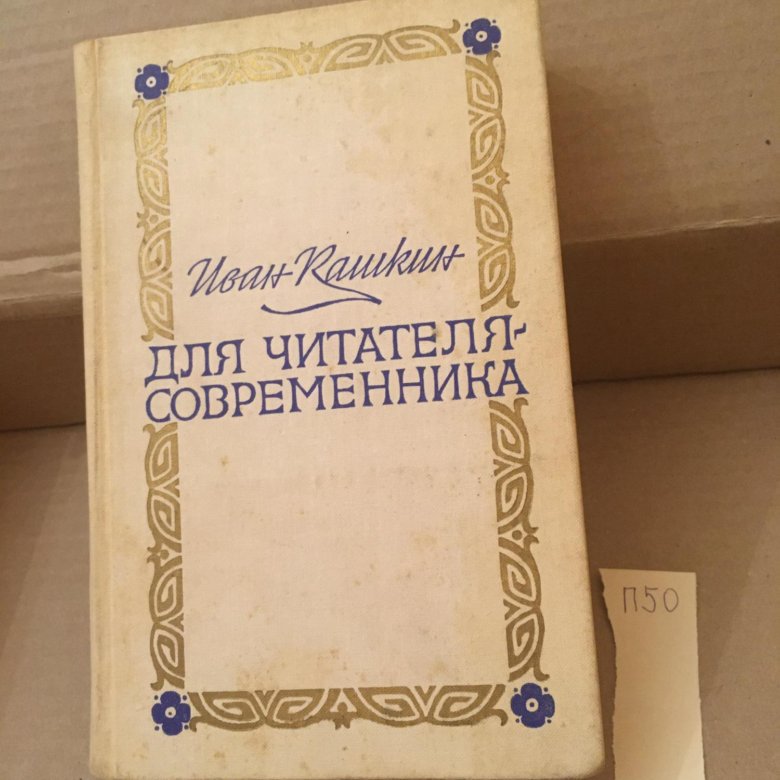 Иван Кашкин
ДЛЯ ЧИТАТЕЛЯ-
СОВРЕМЕННИКА
П50